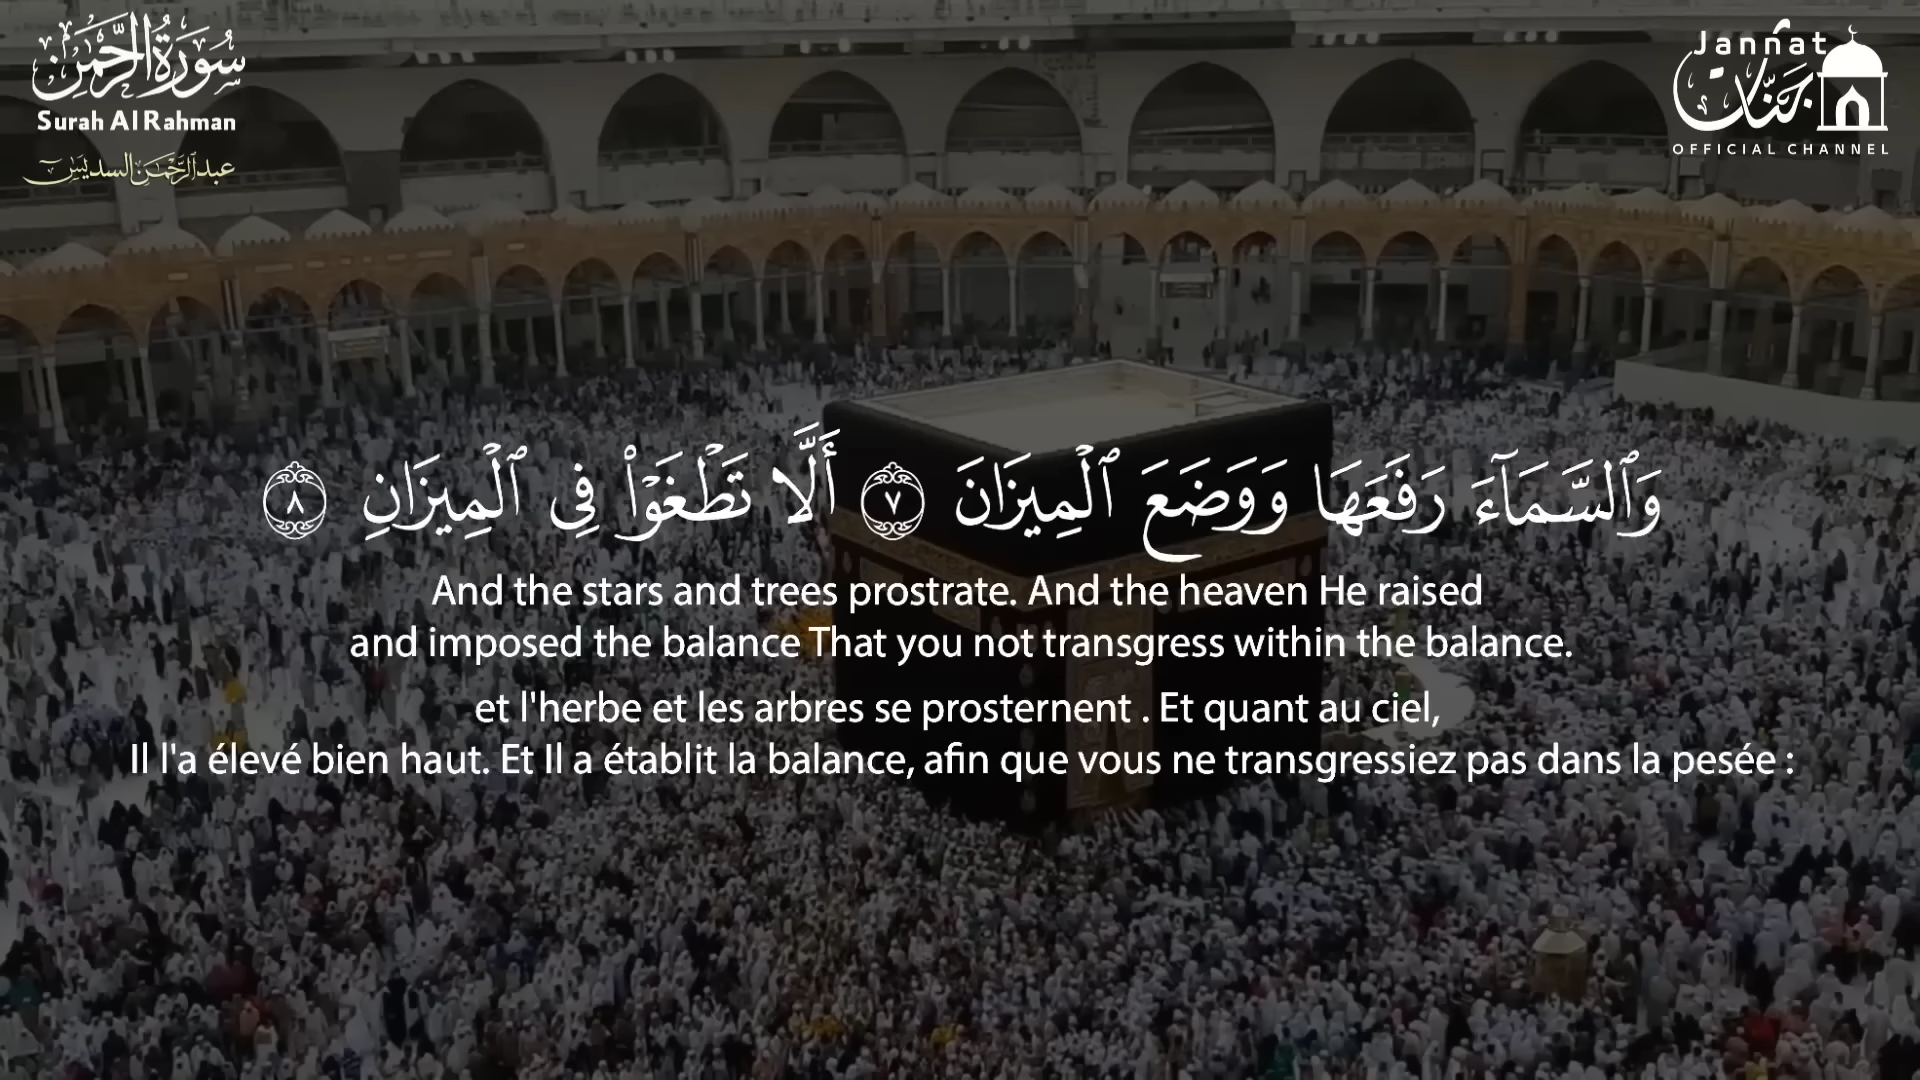 سُورَةُ الرَّحْمَٰن
Surah Al Rahman
عبد الرَّحْمَٰن السديس
Jannat
جَنَّات
OFFICIAL CHANNEL
وَٱلسَّمَآءَ رَفَعَهَا وَوَضَعَ ٱلْمِيزَانَ ٧ أَلَّا تَطْغَوْا۟ فِى ٱلْمِيزَانِ ٨
And the stars and trees prostrate. And the heaven He raised
and imposed the balance That you not transgress within the balance.
et l'herbe et les arbres se prosternent . Et quant au ciel,
Il l'a élevé bien haut. Et Il a établit la balance, afin que vous ne transgressiez pas dans la pesée :